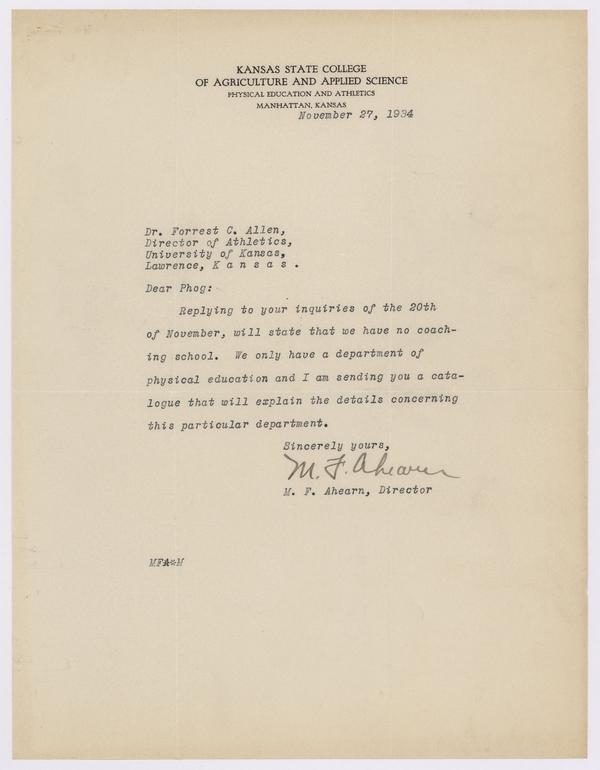 KANSAS STATE COLLEGE
OF AGRICULTURE AND APPLIED SCIENCE
PHYSICAL EDUCATION AND ATHLETICS
MANHATTAN, KANSAS
November 27, 1934
Dr. Forrest C. Allen,
Director of Athletics,
University of Kansas,
Lawrence, K a n s a s .
Dear Phog:
Replying to your inquiries of the 20th
of November, will state that we have no coach-
ing school. We only have a department of
physical education and I am sending you a cata-
logue that will explain the details concerning
this particular department.
Sincerely yours,
M. F. Ahearn
M. F. Ahearn, Director
MFA*M